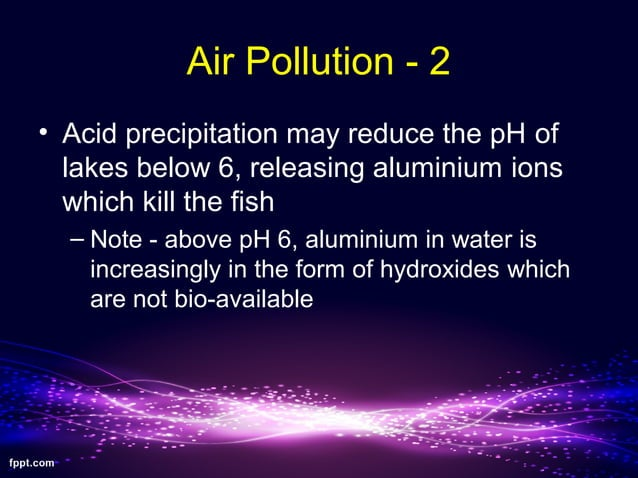 Air Pollution - 2
• Acid precipitation may reduce the pH of
lakes below 6, releasing aluminium ions
which kill the fish
– Note - above pH 6, aluminium in water is
increasingly in the form of hydroxides which
are not bio-available
fppt.com